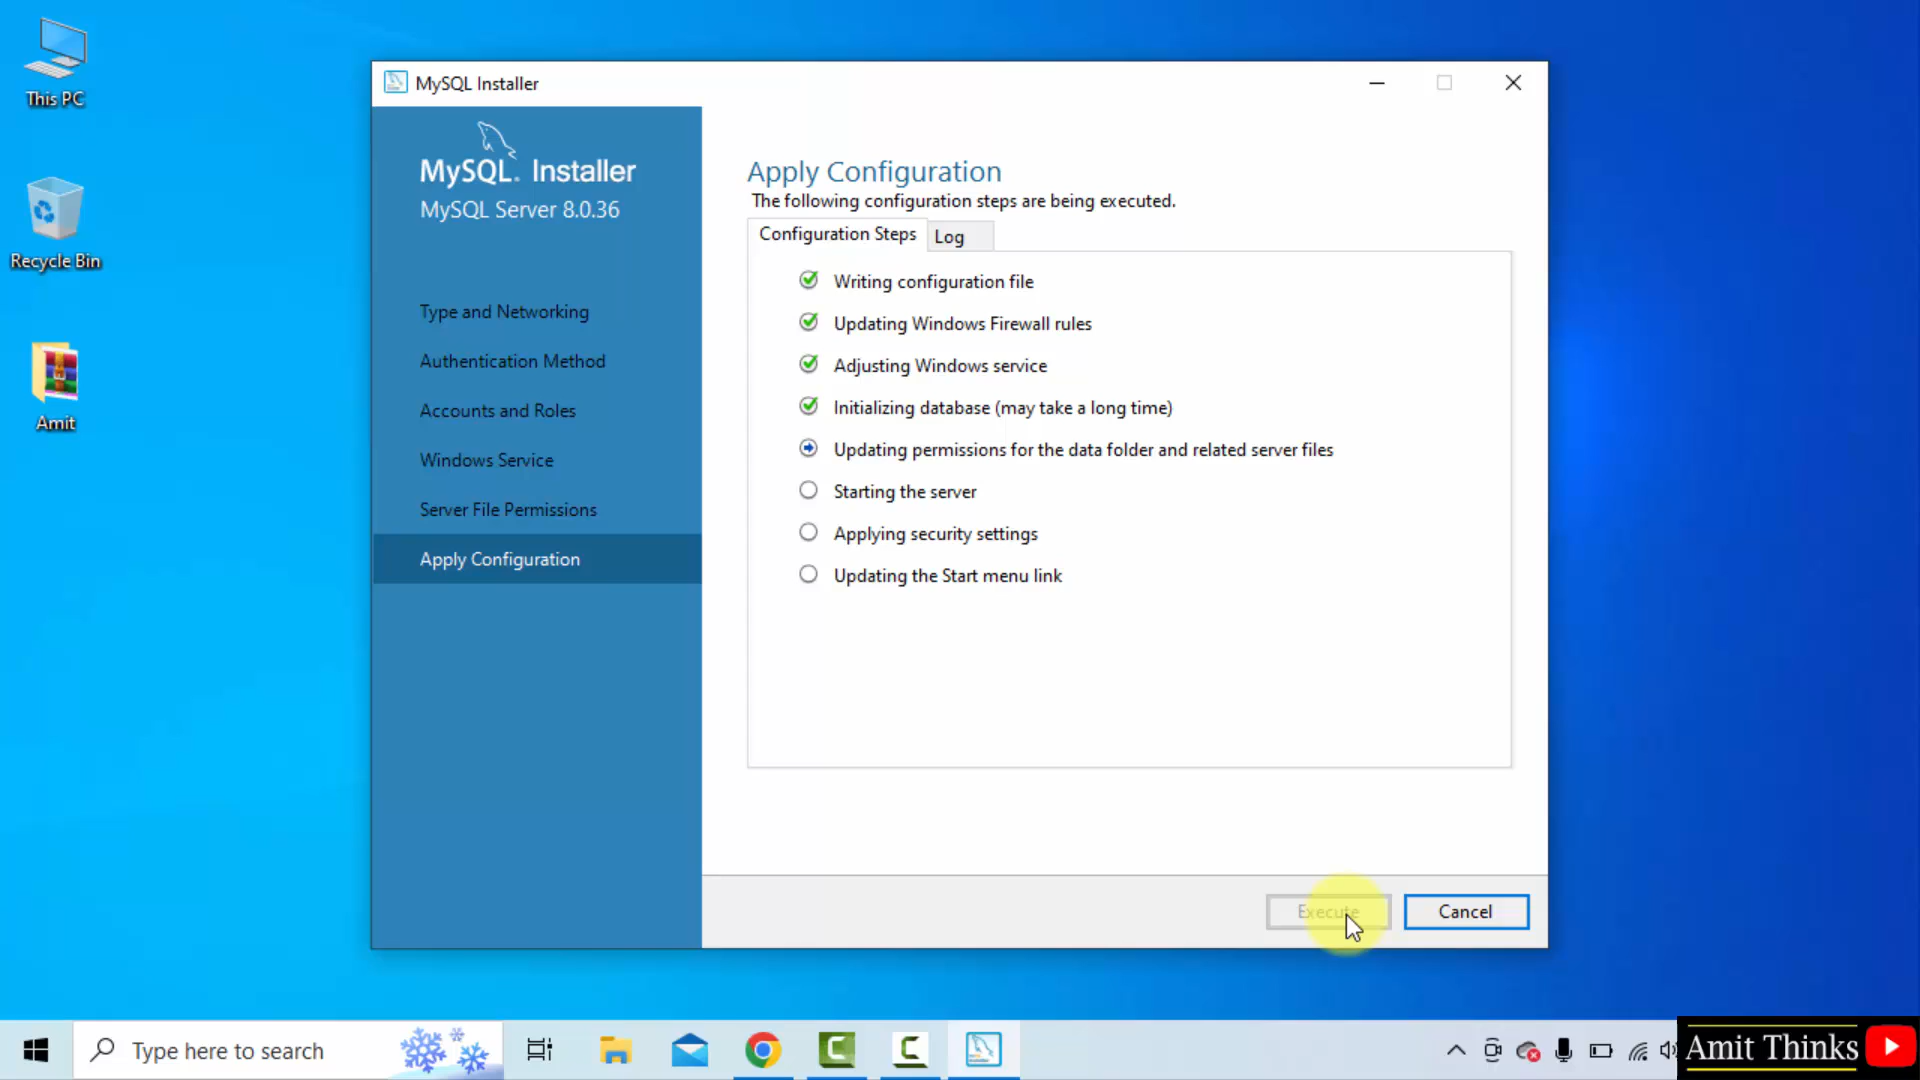 This PC
Recycle Bin
Amit
MySQL Installer
MySQL. Installer
MySQL Server 8.0.36
Type and Networking
Authentication Method
Accounts and Roles
Windows Service
Server File Permissions
Apply Configuration
Apply Configuration
The following configuration steps are being executed.
Configuration Steps
Log
Writing configuration file
Updating Windows Firewall rules
Adjusting Windows service
Initializing database (may take a long time)
Updating permissions for the data folder and related server files
Starting the server
Applying security settings
Updating the Start menu link
Execute
Cancel
Type here to search
Amit Thinks